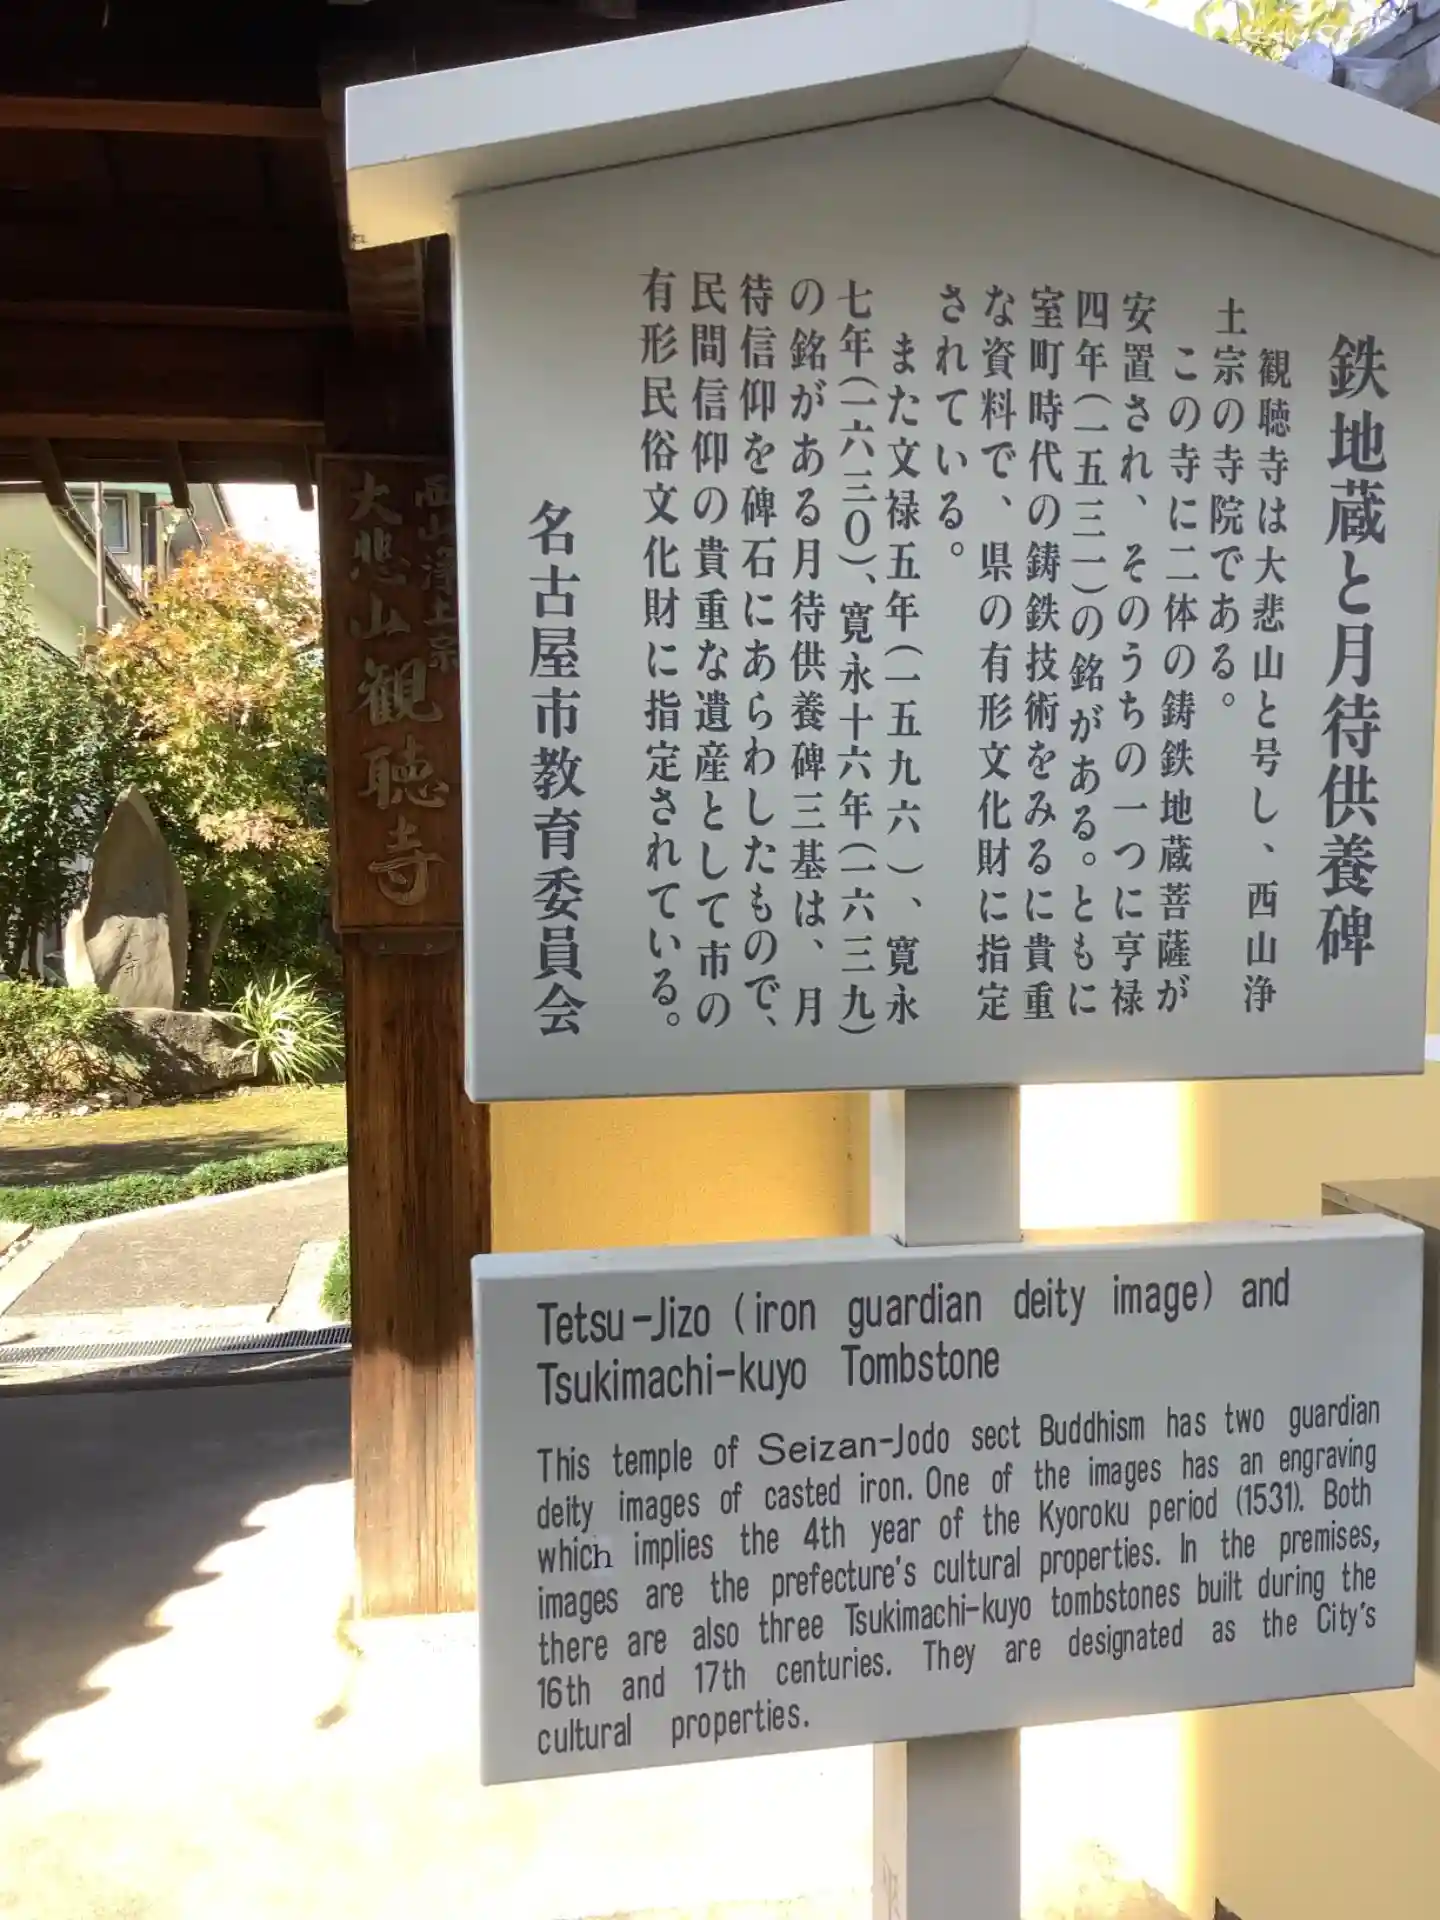 鉄地蔵と月待供養碑
観聴寺は大悲山と号し、西山浄
土宗の寺院である。
この寺に二体の鋳鉄地蔵菩薩が
安置され、そのうちの一つに亨禄
四年(一五三一)の銘がある。ともに
室町時代の鋳鉄技術をみるに貴重
な資料で、県の有形文化財に指定
されている。
また文禄五年(一五九六)、寛永
七年(一六三〇)、寛永十六年(一六三九)
の銘がある月待供養碑三基は、月
待信仰を碑石にあらわしたもので、
民間信仰の貴重な遺産として市の
有形民俗文化財に指定されている。
名古屋市教育委員会
西山浄土宗
大悲山観聴寺
Tetsu-Jizo (iron guardian deity image) and
Tsukimachi-kuyo Tombstone
This temple of Seizan-Jodo sect Buddhism has two guardian
deity images of casted iron. One of the images has an engraving
which implies the 4th year of the Kyoroku period (1531). Both
images are the prefecture's cultural properties. In the premises,
there are also three Tsukimachi-kuyo tombstones built during the
16th and 17th centuries. They are designated as the City's
cultural properties.